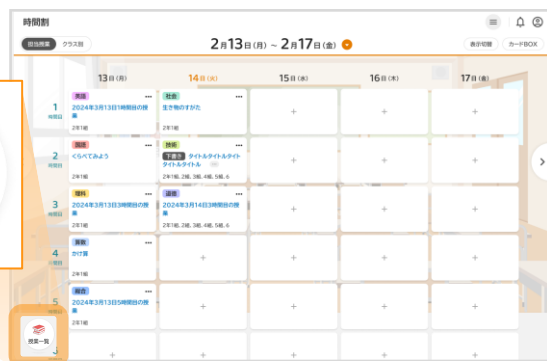 時間割
担当授業 クラス別
2月13日(月) ~ 2月17日(金)
表示切替 カードBOX
13日(月) 14日(火) 15日(水) 16日(木) 17日(金)
1
時間目
英語
2024年3月13日1時間目の授業
2年1組
社会
生き物のすがた
2年1組
2
時間目
国語
くらべてみよう
2年1組
技術
下書き タイトルタイトルタイトルタイトルタイトル
2年1組, 2組, 3組, 4組, 5組, 6
3
時間目
理科
2024年3月13日3時間目の授業
2年1組
道徳
2024年3月14日3時間目の授業
2年1組, 2組, 3組, 4組, 5組, 6
4
時間目
算数
かけ算
2年1組
5
総合
2024年3月13日5時間目の授業
2年1組
授業一覧